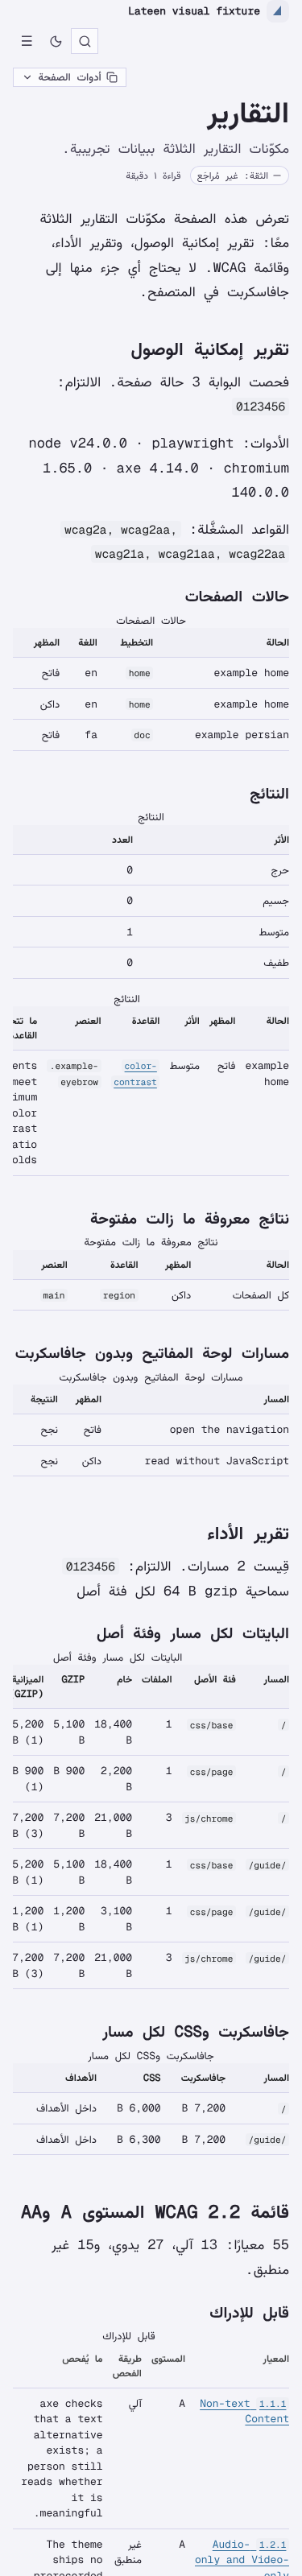 Lateen visual fixture
أدوات الصفحة
التقارير
مكوّنات التقارير الثلاثة ببيانات تجريبية.
الثقة: غير مُراجَع
قراءة ١ دقيقة
تعرض هذه الصفحة مكوّنات التقارير الثلاثة
معًا: تقرير إمكانية الوصول، وتقرير الأداء،
وقائمة WCAG. لا يحتاج أي جزء منها إلى
جافاسكربت في المتصفح.
تقرير إمكانية الوصول
فحصت البوابة 3 حالة صفحة. الالتزام:
0123456
الأدوات: node v24.0.0 · playwright
1.65.0 · axe 4.14.0 · chromium
140.0.0
القواعد المشغَّلة: wcag2a, wcag2aa,
wcag21a, wcag21aa, wcag22aa
حالات الصفحات
حالات الصفحات
الحالة التخطيط اللغة المظهر
example home home en فاتح
example home home en داكن
example persian doc fa فاتح
النتائج
النتائج
الأثر العدد
حرج 0
جسيم 0
متوسط 1
طفيف 0
النتائج
الحالة المظهر الأثر القاعدة العنصر
القاعدة
example home فاتح متوسط color-contrast .example-eyebrow
نتائج معروفة ما زالت مفتوحة
نتائج معروفة ما زالت مفتوحة
الحالة المظهر القاعدة العنصر
كل الصفحات داكن region main
مسارات لوحة المفاتيح وبدون جافاسكربت
مسارات لوحة المفاتيح وبدون جافاسكربت
المسار المظهر النتيجة
open the navigation فاتح نجح
read without JavaScript داكن نجح
تقرير الأداء
قِيست 2 مسارات. الالتزام: 0123456
سماحية 64 B gzip لكل فئة أصل
البايتات لكل مسار وفئة أصل
البايتات لكل مسار وفئة أصل
المسار فئة الأصل الملفات خام GZIP الميزانية
GZIP)
/ css/base 1 18,400 B 5,100 B 5,200 B (1)
/ css/page 1 2,200 B 900 B 900 B (1)
/ js/chrome 3 21,000 B 7,200 B 7,200 B (3)
/guide/ css/base 1 18,400 B 5,100 B 5,200 B (1)
/guide/ css/page 1 3,100 B 1,200 B 1,200 B (1)
/guide/ js/chrome 3 21,000 B 7,200 B 7,200 B (3)
جافاسكربت وCSS لكل مسار
جافاسكربت وCSS لكل مسار
المسار جافاسكربت CSS الأهداف
/ 7,200 B 6,000 B داخل الأهداف
/guide/ 7,200 B 6,300 B داخل الأهداف
قائمة WCAG 2.2 المستوى A وAA
55 معيارًا: 13 آلي، 27 يدوي، و15 غير
منطبق.
قابل للإدراك
قابل للإدراك
المعيار المستوى طريقة الفحص ما يُفحص
1.1.1 Non-text Content A آلي axe checks that a text alternative exists; a person still reads whether it is meaningful.
1.2.1 Audio-only and Video-only A غير منطبق The theme ships no prerecorded